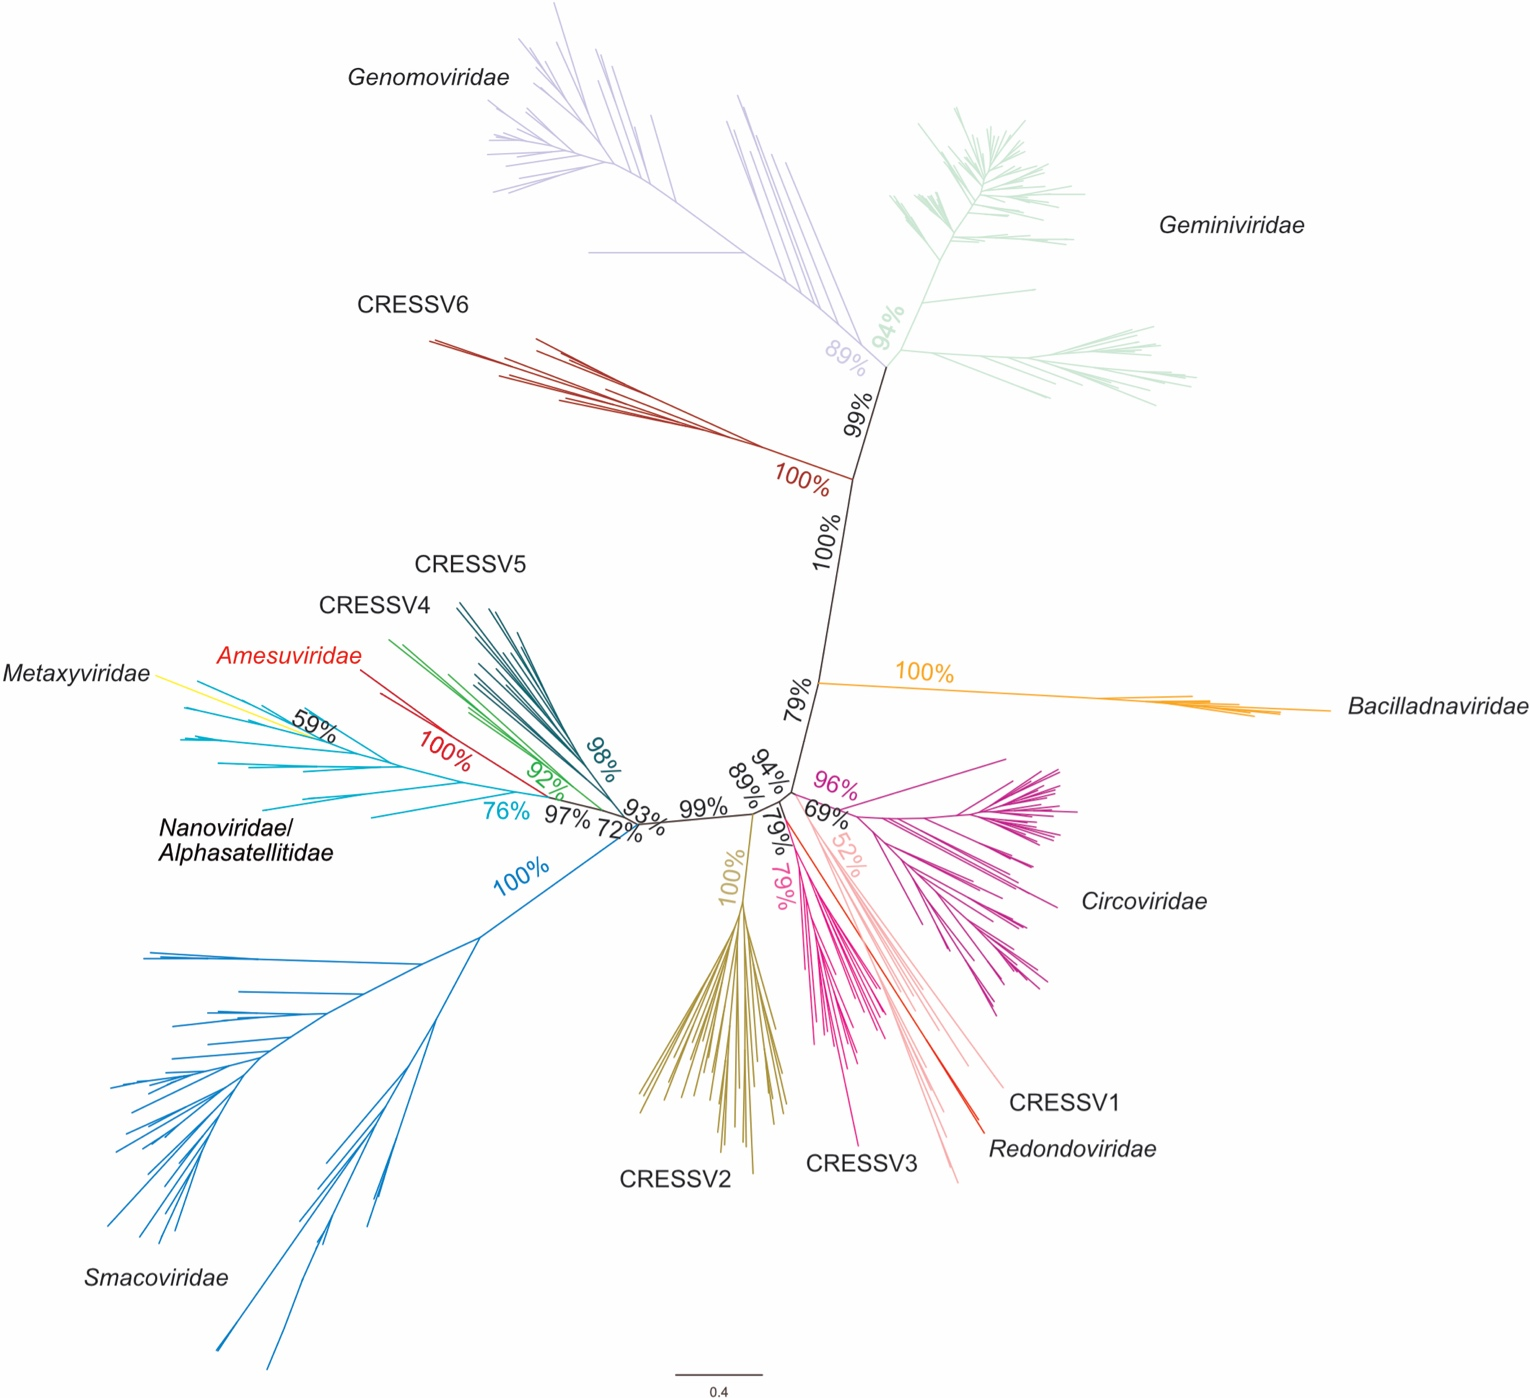 Genomoviridae
Geminiviridae
CRESSV6
94%
89%
99%
100%
100%
CRESSV5
CRESSV4
Amesuviridae
Metaxyviridae
100%
Bacilladnaviridae
79%
59%
100%
98%
92%
94%
89%
96%
76%
97%
72%
93%
99%
69%
79%
52%
Nanoviridae/
Alphasatellitidae
100%
100%
79%
Circoviridae
CRESSV1
Redondoviridae
CRESSV3
CRESSV2
Smacoviridae
0.4